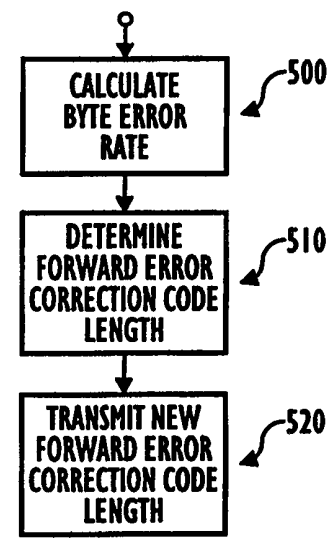 CALCULATE
BYTE ERROR
RATE
500
DETERMINE
FORWARD ERROR
CORRECTION CODE
LENGTH
510
TRANSMIT NEW
FORWARD ERROR
CORRECTION CODE
LENGTH
520